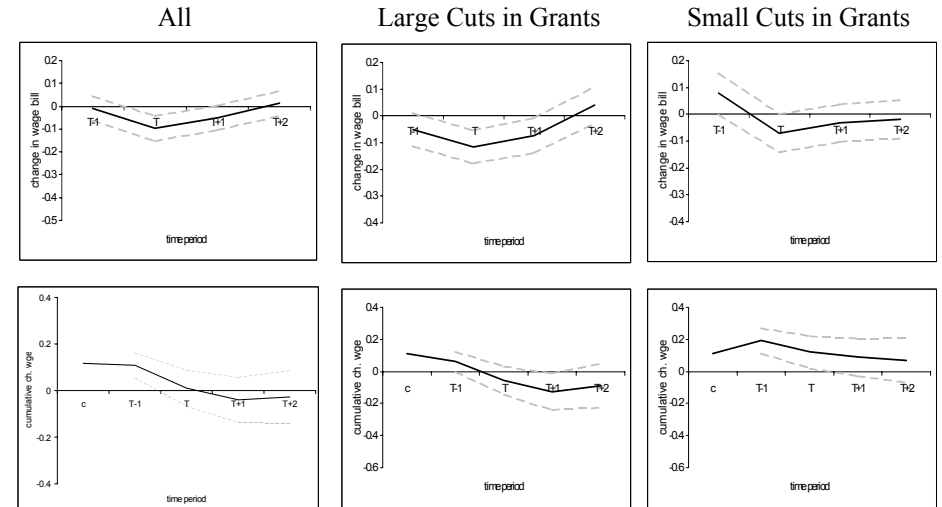 All
Large Cuts in Grants
Small Cuts in Grants
0.2
0.1
0
-0.1
-0.2
-0.3
-0.4
-0.5
T-1
T
T+1
T+2
change in wage bill
time period
0.2
0.1
0
-0.1
-0.2
-0.3
-0.4
T-1
T
T+1
T+2
change in wage bill
time period
0.2
0.1
0
-0.1
-0.2
-0.3
-0.4
T-1
T
T+1
T+2
change in wage bill
time period
0.4
0.2
0
-0.2
-0.4
c
T-1
T
T+1
T+2
cumulative ch. wge
time period
0.4
0.2
0
-0.2
-0.4
-0.6
c
T-1
T
T+1
T+2
cumulative ch. wge
time period
0.4
0.2
0
-0.2
-0.4
-0.6
c
T-1
T
T+1
T+2
cumulative ch. wge
time period